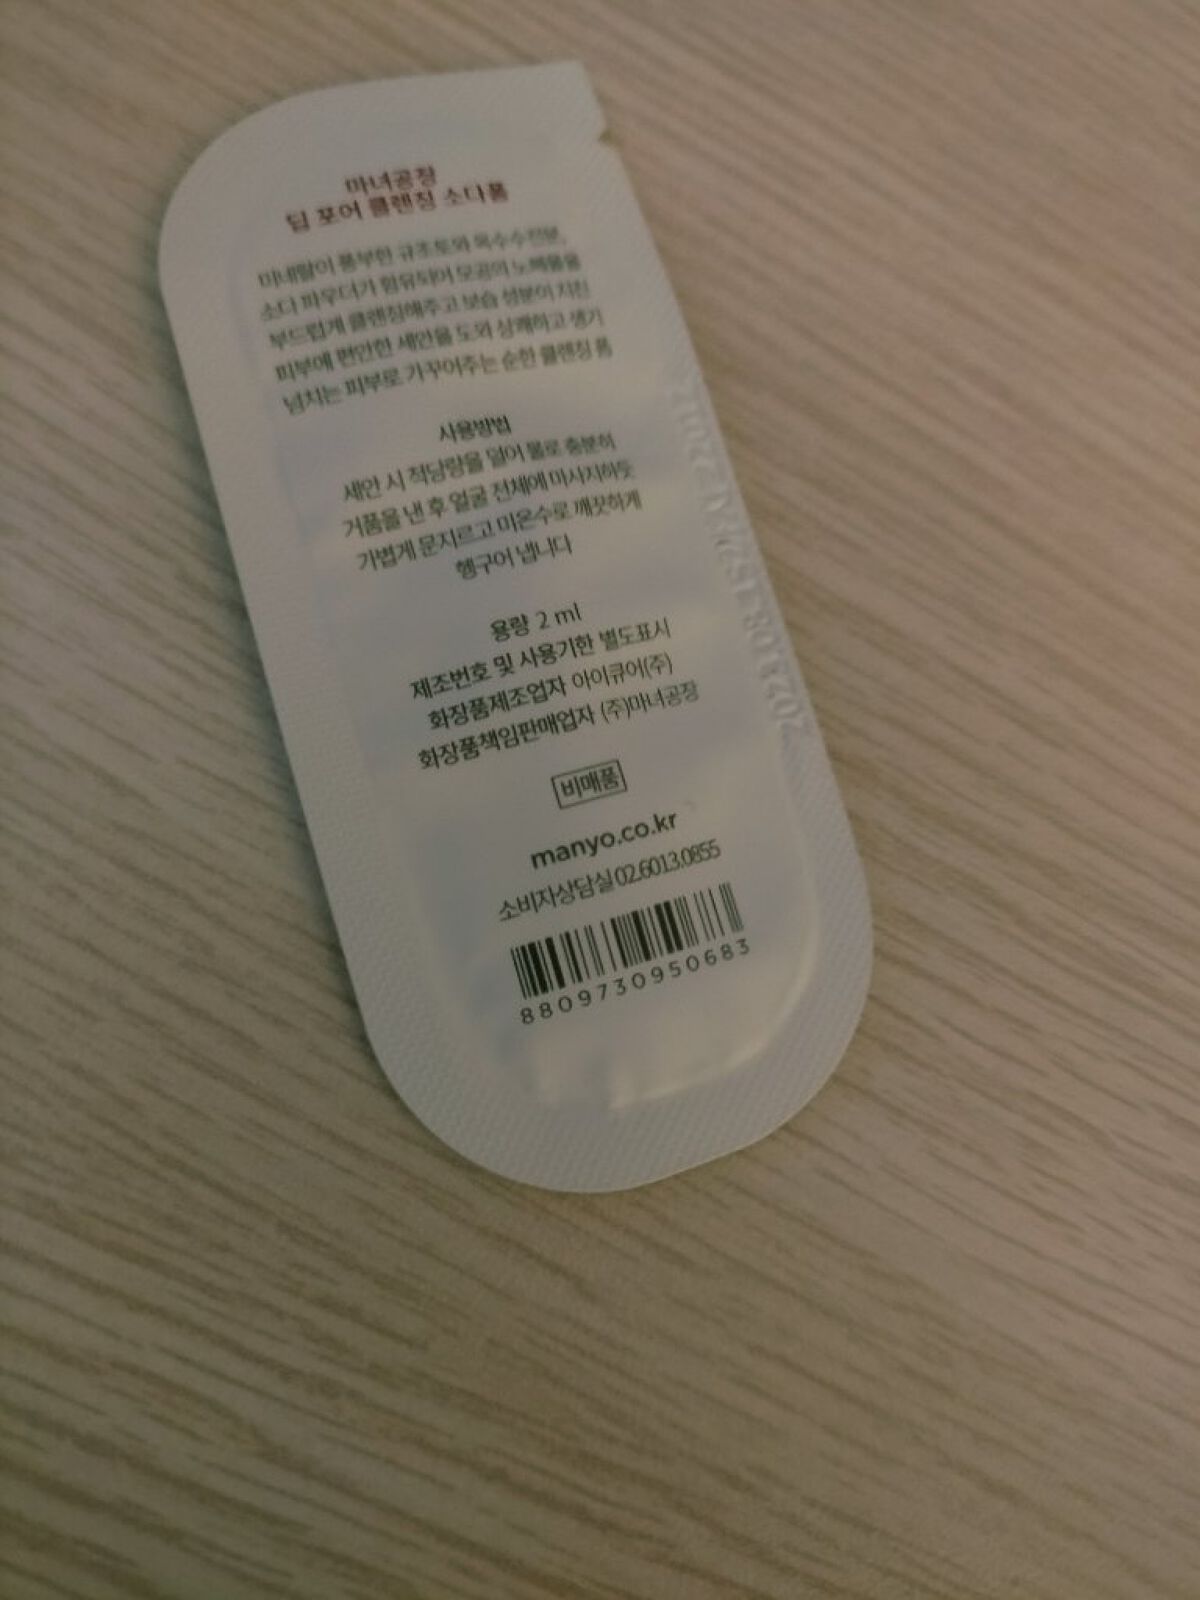 마녀공장
딥 포어 클렌징 소다폼
미네랄이 풍부한 규조토와 옥수수전분,
소다 파우더가 함유되어 모공의 노폐물을
부드럽게 클렌징해주고 보습 성분이 지친
피부에 편안한 세안을 도와 상쾌하고 생기
넘치는 피부로 가꾸어주는 순한 클렌징 폼
사용방법
세안 시 적당량을 덜어 물로 충분히
거품을 낸 후 얼굴 전체에 마사지하듯
가볍게 문지르고 미온수로 깨끗하게
헹구어 냅니다
용량 2 ml
제조번호 및 사용기한 별도표시
화장품제조업자 아이큐어(주)
화장품책임판매업자 (주)마녀공장
비매품
manyo.co.kr
소비자상담실 02.6013.0855
8809730950683